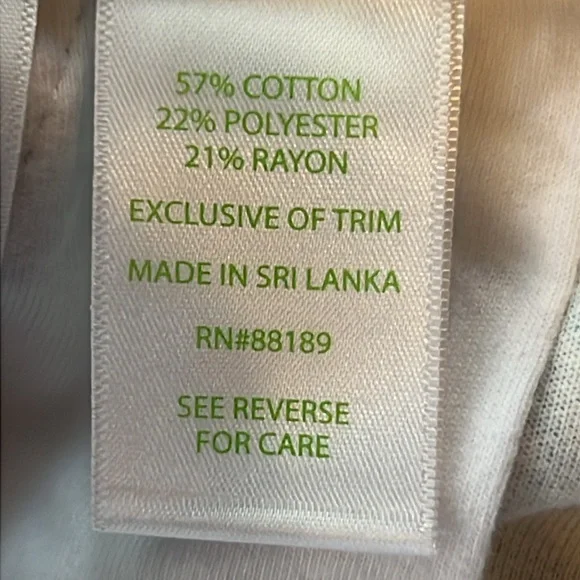 57% COTTON
22% POLYESTER
21% RAYON
EXCLUSIVE OF TRIM
MADE IN SRI LANKA
RN#88189
SEE REVERSE
FOR CARE